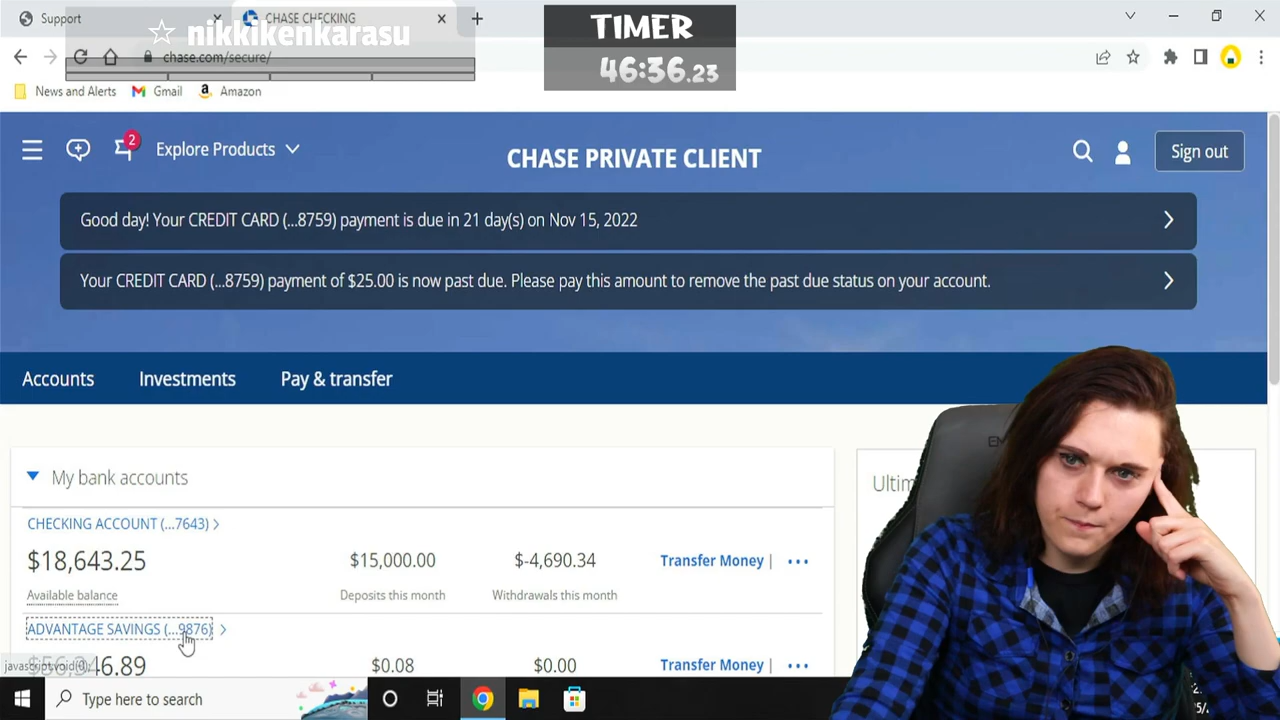 Support
CHASE CHECKING
☆ nikkikenkarasu
TIMER
46:36.23
chase.com/secure/
News and Alerts
Gmail
Amazon
2
Explore Products
CHASE PRIVATE CLIENT
Sign out
Good day! Your CREDIT CARD (...8759) payment is due in 21 day(s) on Nov 15, 2022
Your CREDIT CARD (...8759) payment of $25.00 is now past due. Please pay this amount to remove the past due status on your account.
Accounts Investments Pay & transfer
My bank accounts
CHECKING ACCOUNT (...7643)
$18,643.25 $15,000.00 $-4,690.34 Transfer Money | ...
Available balance Deposits this month Withdrawals this month
ADVANTAGE SAVINGS (...9876)
46.89 $0.08 $0.00 Transfer Money | ...
javascript:void(0);
Type here to search